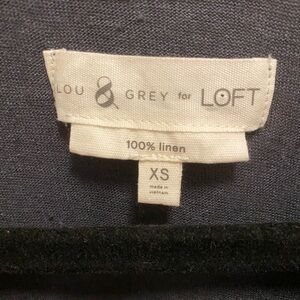 LOU & GREY for LOFT
100% linen
XS
made in
vietnam